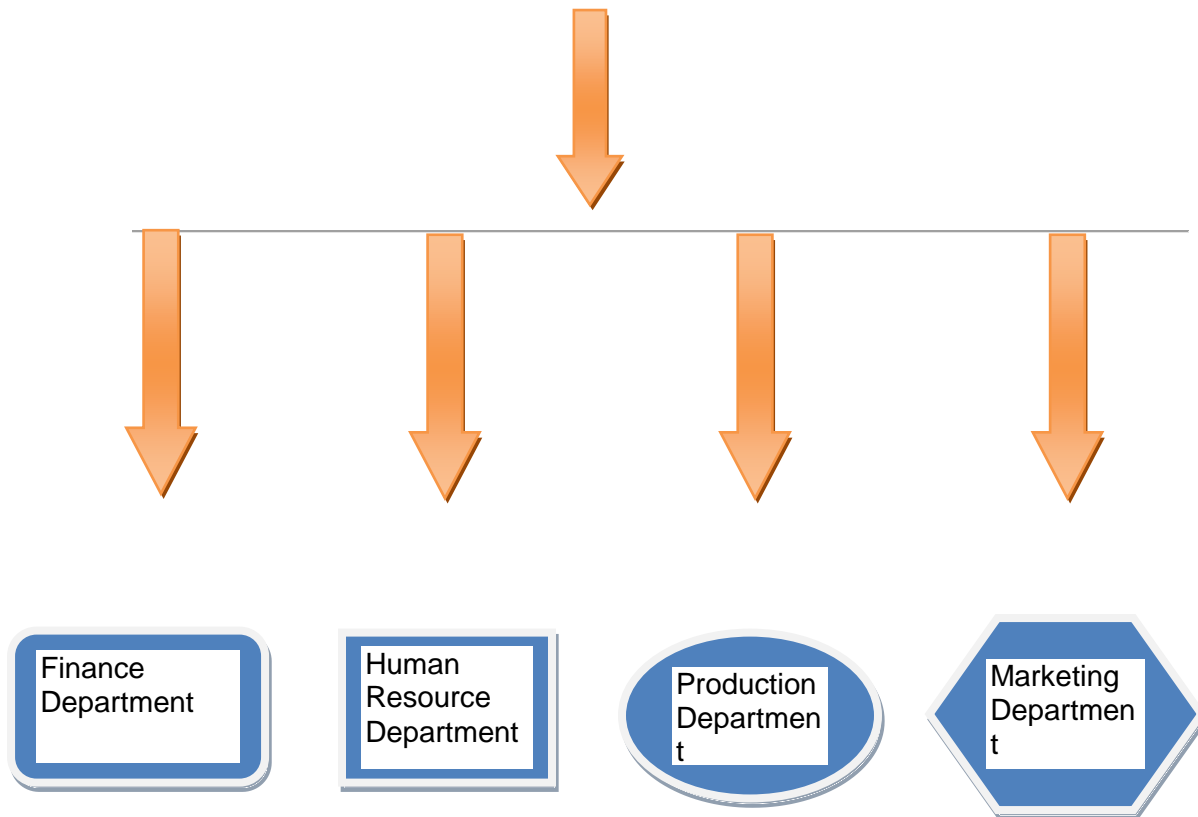 Finance
Department
Human
Resource
Department
Production
Departmen
t
Marketing
Departmen
t